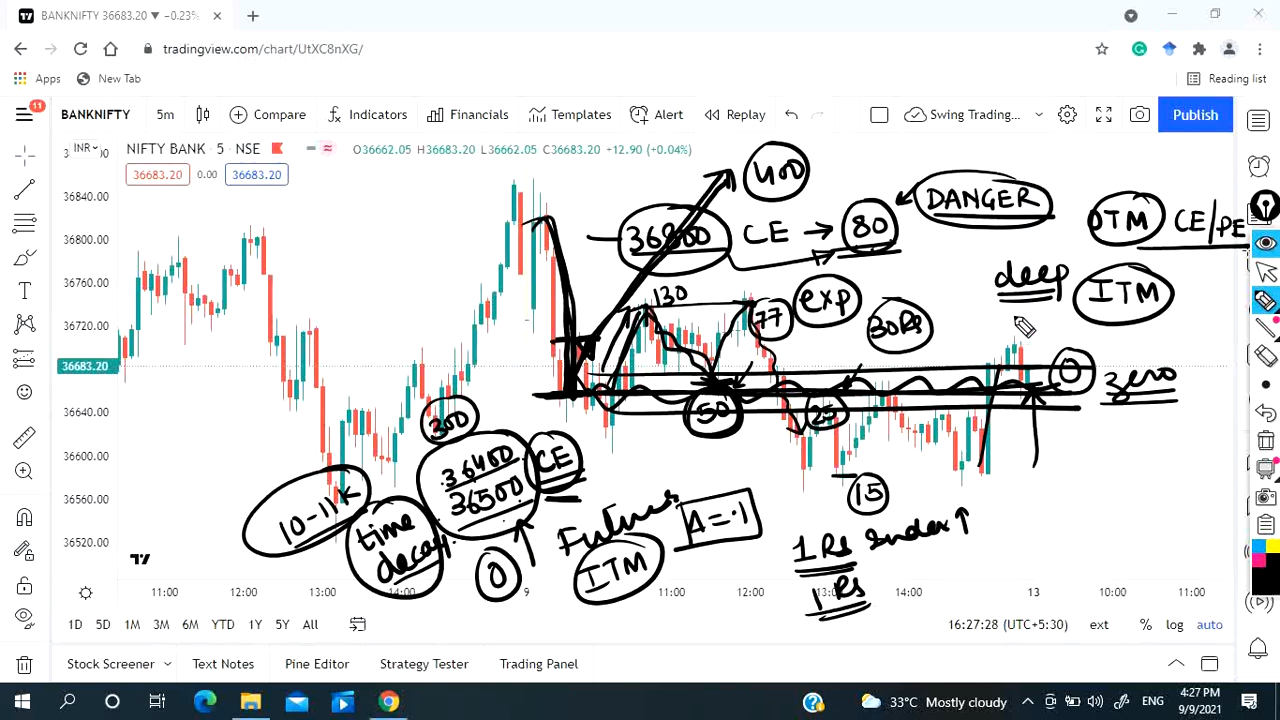 BANKNIFTY 36683.20 ▼ −0.23%
tradingview.com/chart/UtXC8nXG/
Apps New Tab Reading list
11
BANKNIFTY 5m Compare Indicators Financials Templates Alert Replay Swing Trading... Publish
INR NIFTY BANK · 5 · NSE O36662.05 H36683.20 L36662.05 C36683.20 +12.90 (+0.04%)
36683.20 0.00 36683.20
36840.00
36800.00
36760.00
36720.00
36683.20
36640.00
36600.00
36560.00
36520.00
400
DANGER
36800 CE → 80
OTM CE/PE
deep ITM
130
77
exp
30Rs
0
zero
50
25
300
36400
36500
CE
10-11K
time
decay
0
Future
ITM
Δ=.1
15
1 Rs Index ↑
1 Rs
11:00 12:00 13:00 14:00 9 11:00 12:00 13:00 14:00 13 10:00 11:00
1D 5D 1M 3M 6M YTD 1Y 5Y All 16:27:28 (UTC+5:30) ext % log auto
Stock Screener Text Notes Pine Editor Strategy Tester Trading Panel
33°C Mostly cloudy ENG 4:27 PM
9/9/2021